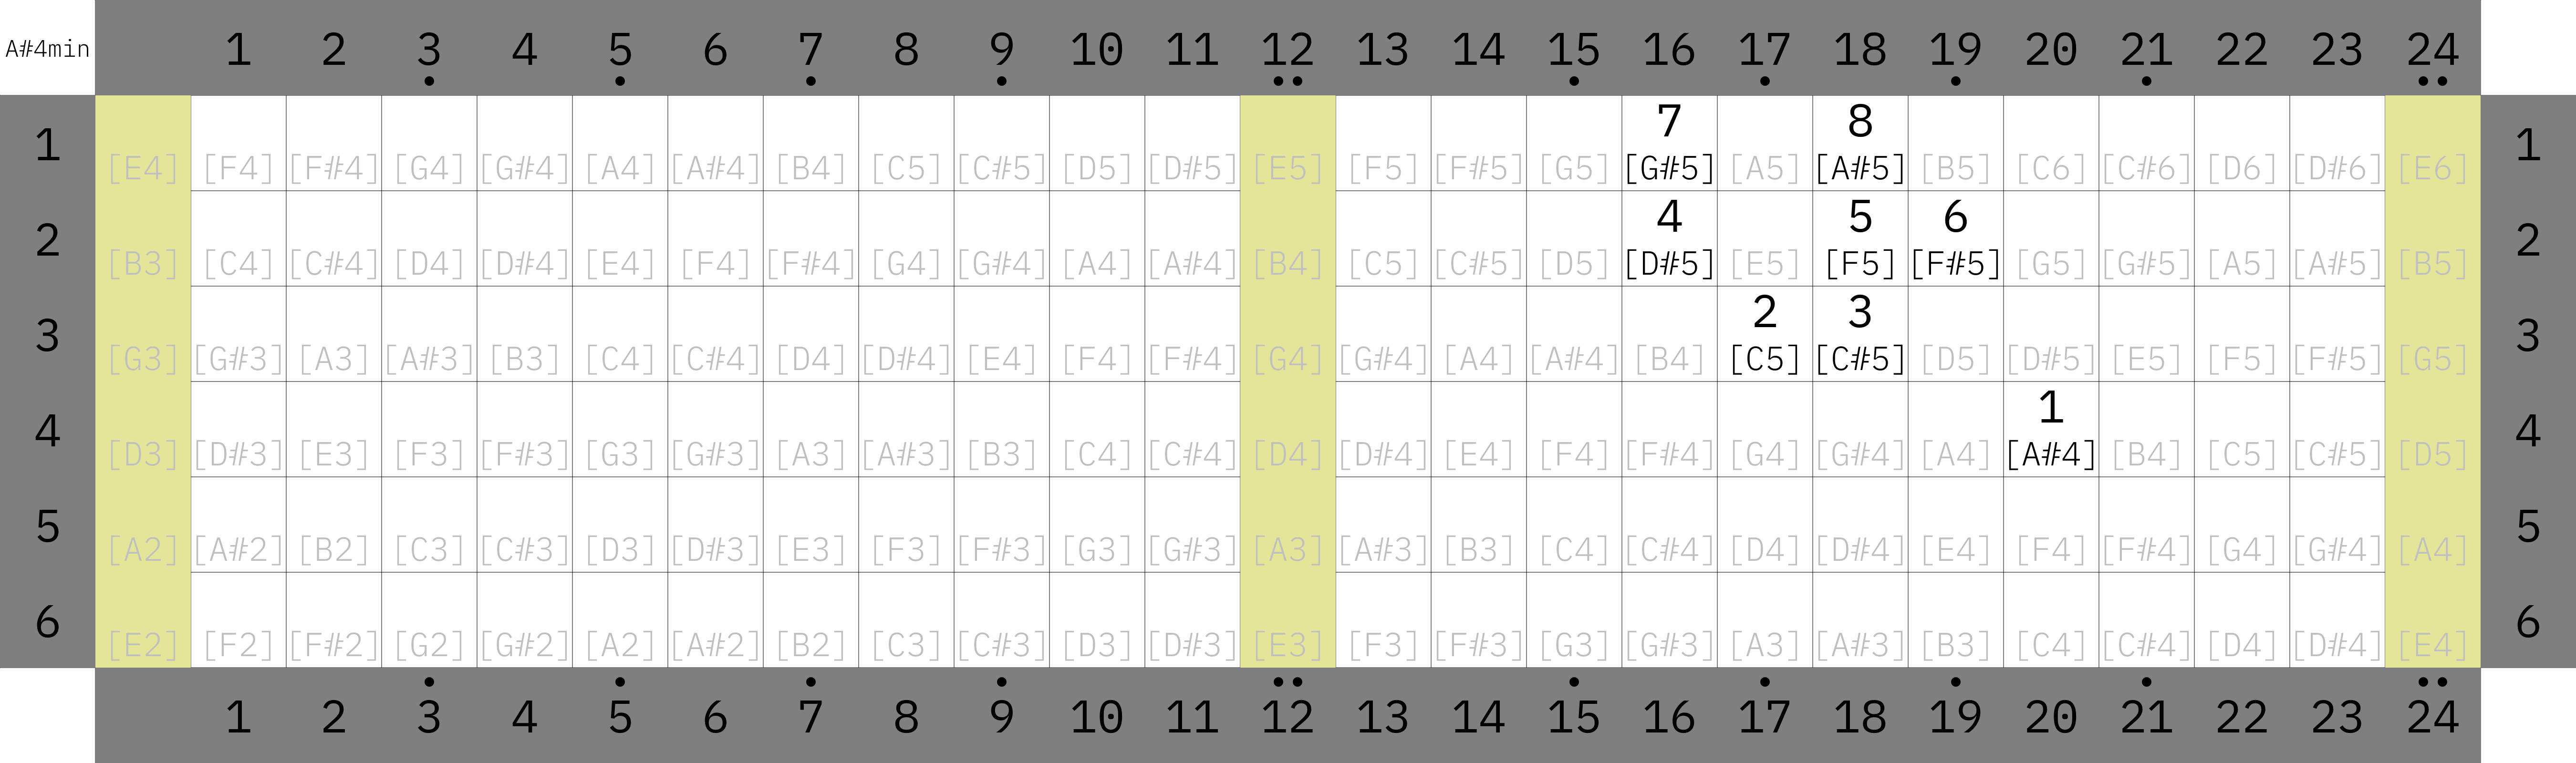 A#4min 1 2 3 4 5 6 7 8 9 10 11 12 13 14 15 16 17 18 19 20 21 22 23 24
7 8
1 [E4] [F4] [F#4] [G4] [G#4] [A4] [A#4] [B4] [C5] [C#5] [D5] [D#5] [E5] [F5] [F#5] [G5] [G#5] [A5] [A#5] [B5] [C6] [C#6] [D6] [D#6] [E6] 1
4 5 6
2 [B3] [C4] [C#4] [D4] [D#4] [E4] [F4] [F#4] [G4] [G#4] [A4] [A#4] [B4] [C5] [C#5] [D5] [D#5] [E5] [F5] [F#5] [G5] [G#5] [A5] [A#5] [B5] 2
2 3
3 [G3] [G#3] [A3] [A#3] [B3] [C4] [C#4] [D4] [D#4] [E4] [F4] [F#4] [G4] [G#4] [A4] [A#4] [B4] [C5] [C#5] [D5] [D#5] [E5] [F5] [F#5] [G5] 3
1
4 [D3] [D#3] [E3] [F3] [F#3] [G3] [G#3] [A3] [A#3] [B3] [C4] [C#4] [D4] [D#4] [E4] [F4] [F#4] [G4] [G#4] [A4] [A#4] [B4] [C5] [C#5] [D5] 4
5 [A2] [A#2] [B2] [C3] [C#3] [D3] [D#3] [E3] [F3] [F#3] [G3] [G#3] [A3] [A#3] [B3] [C4] [C#4] [D4] [D#4] [E4] [F4] [F#4] [G4] [G#4] [A4] 5
6 [E2] [F2] [F#2] [G2] [G#2] [A2] [A#2] [B2] [C3] [C#3] [D3] [D#3] [E3] [F3] [F#3] [G3] [G#3] [A3] [A#3] [B3] [C4] [C#4] [D4] [D#4] [E4] 6
1 2 3 4 5 6 7 8 9 10 11 12 13 14 15 16 17 18 19 20 21 22 23 24